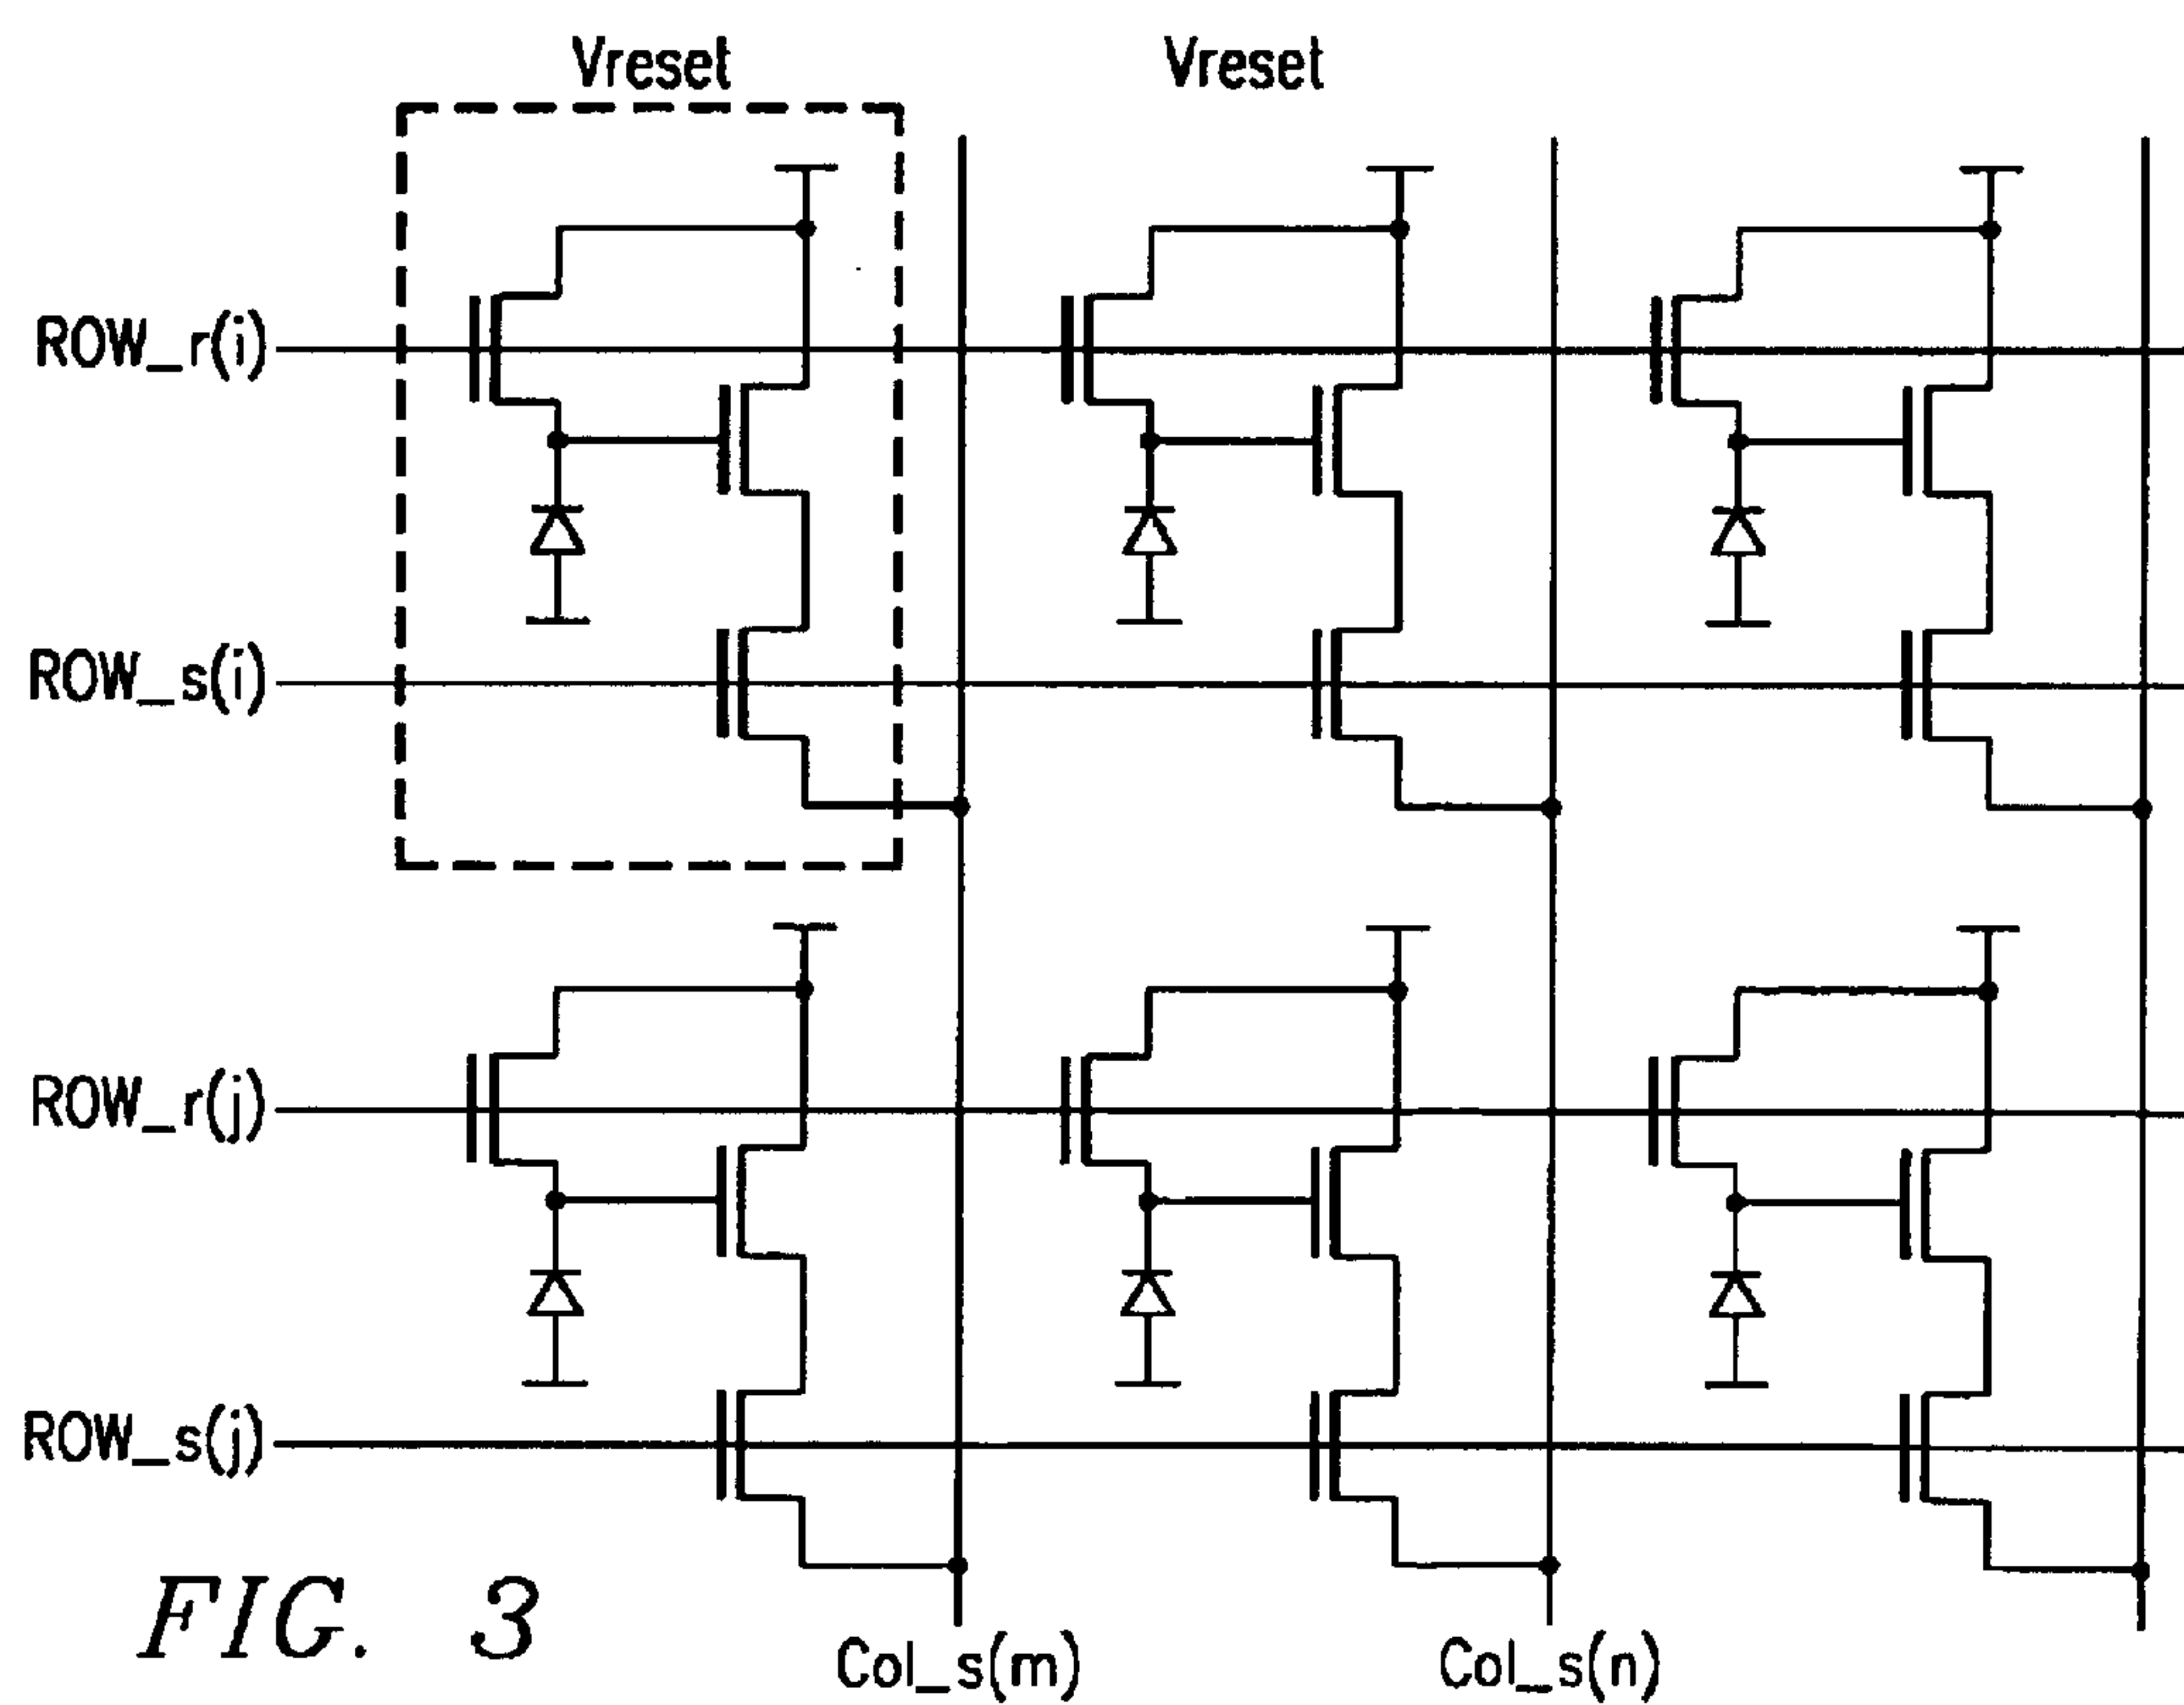 Vreset
Vreset
ROW_r(i)
ROW_s(i)
ROW_r(j)
ROW_s(j)
FIG. 3
Col_s(m)
Col_s(n)